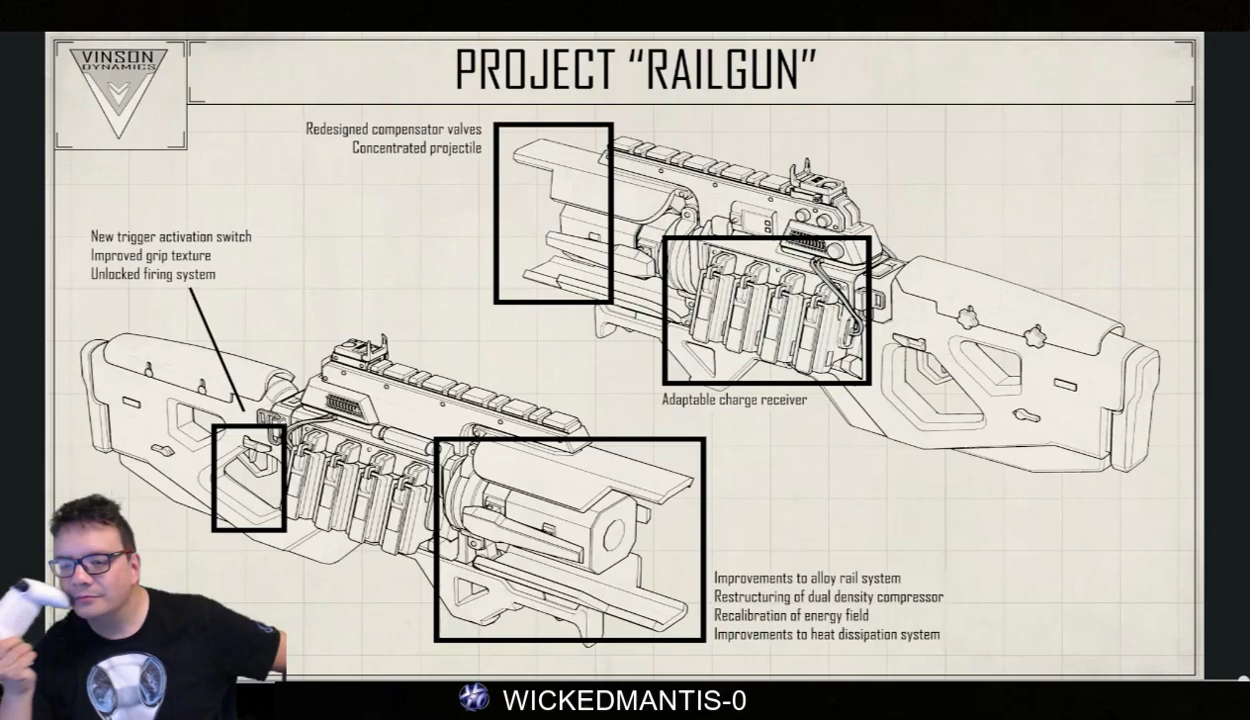 VINSON
DYNAMICS
PROJECT “RAILGUN”
Redesigned compensator valves
Concentrated projectile
New trigger activation switch
Improved grip texture
Unlocked firing system
Adaptable charge receiver
Improvements to alloy rail system
Restructuring of dual density compressor
Recalibration of energy field
Improvements to heat dissipation system
WICKEDMANTIS-0